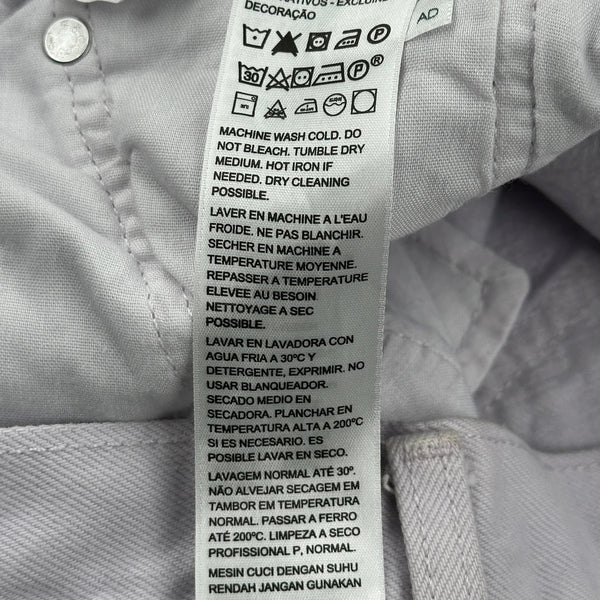 DECORAÇÃO
AD
30
MACHINE WASH COLD. DO
NOT BLEACH. TUMBLE DRY
MEDIUM. HOT IRON IF
NEEDED. DRY CLEANING
POSSIBLE.
LAVER EN MACHINE A L'EAU
FROIDE. NE PAS BLANCHIR.
SECHER EN MACHINE A
TEMPERATURE MOYENNE.
REPASSER A TEMPERATURE
ELEVEE AU BESOIN.
NETTOYAGE A SEC
POSSIBLE.
LAVAR EN LAVADORA CON
AGUA FRIA A 30ºC Y
DETERGENTE, EXPRIMIR. NO
USAR BLANQUEADOR.
SECADO MEDIO EN
SECADORA. PLANCHAR EN
TEMPERATURA ALTA A 200ºC
SI ES NECESARIO. ES
POSIBLE LAVAR EN SECO.
LAVAGEM NORMAL ATÉ 30º.
NÃO ALVEJAR SECAGEM EM
TAMBOR EM TEMPERATURA
NORMAL. PASSAR A FERRO
ATÉ 200ºC. LIMPEZA A SECO
PROFISSIONAL P, NORMAL.
MESIN CUCI DENGAN SUHU
RENDAH JANGAN GUNAKAN